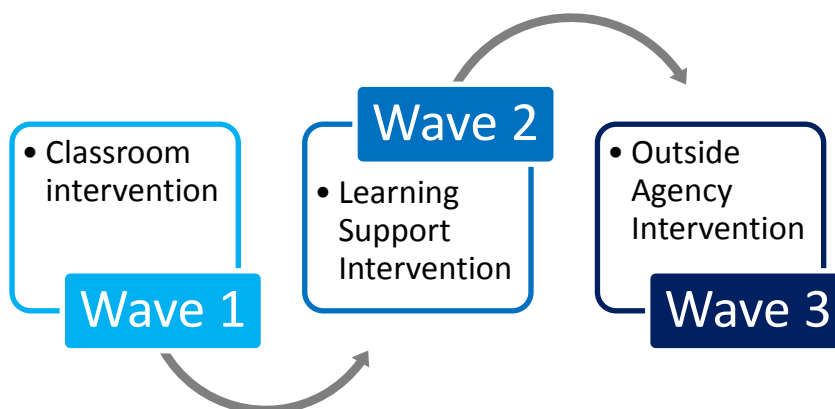 • Classroom
intervention
Wave 1
Wave 2
• Learning
Support
Intervention
• Outside
Agency
Intervention
Wave 3